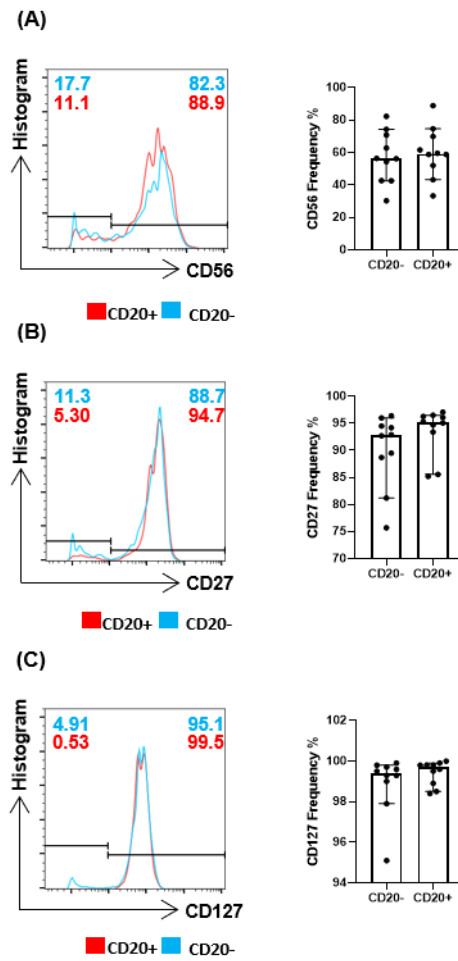 (A)
Histogram
17.7 82.3
11.1 88.9
CD56
CD20+ CD20-
CD56 Frequency %
100
80
60
40
20
0
CD20- CD20+
(B)
Histogram
11.3 88.7
5.30 94.7
CD27
CD20+ CD20-
CD27 Frequency %
100
95
90
85
80
75
70
CD20- CD20+
(C)
Histogram
4.91 95.1
0.53 99.5
CD127
CD20+ CD20-
CD127 Frequency %
102
100
98
96
94
CD20- CD20+